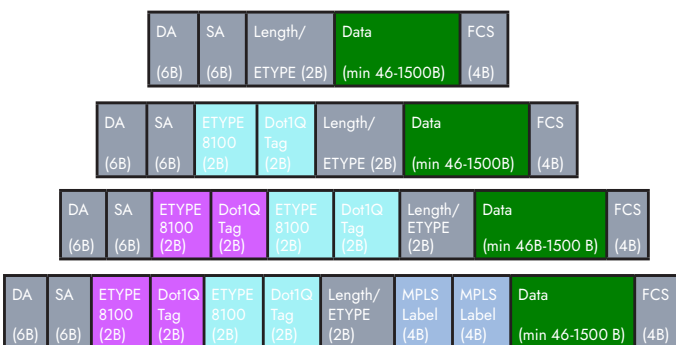 DA SA Length/ Data FCS
(6B) (6B) ETYPE (2B) (min 46-1500B) (4B)
DA SA ETYPE Dot1Q Length/ Data FCS
8100 Tag
(6B) (6B) (2B) (2B) ETYPE (2B) (min 46-1500B) (4B)
DA SA ETYPE Dot1Q ETYPE Dot1Q Length/ Data FCS
8100 Tag 8100 Tag ETYPE
(6B) (6B) (2B) (2B) (2B) (2B) (2B) (min 46B-1500 B) (4B)
DA SA ETYPE Dot1Q ETYPE Dot1Q Length/ MPLS MPLS Data FCS
8100 Tag 8100 Tag ETYPE Label Label
(6B) (6B) (2B) (2B) (2B) (2B) (2B) (4B) (4B) (min 46-1500 B) (4B)